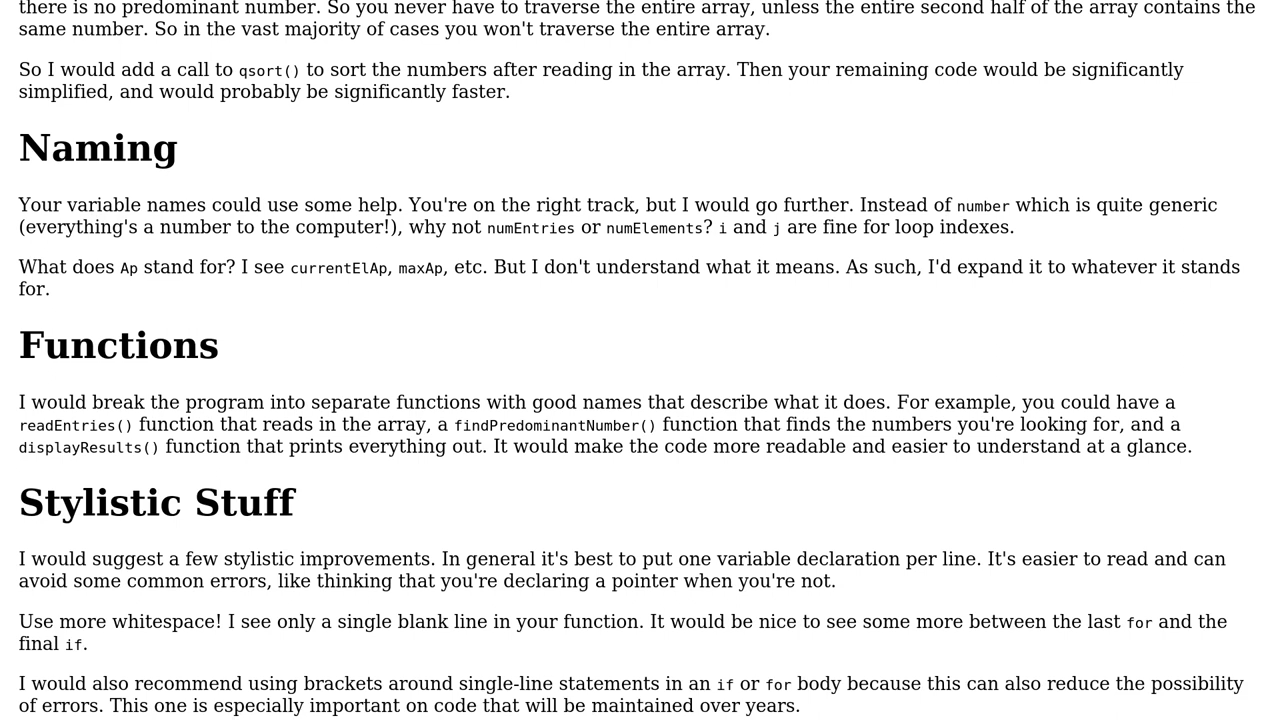 there is no predominant number. So you never have to traverse the entire array, unless the entire second half of the array contains the
same number. So in the vast majority of cases you won't traverse the entire array.
So I would add a call to qsort() to sort the numbers after reading in the array. Then your remaining code would be significantly
simplified, and would probably be significantly faster.
Naming
Your variable names could use some help. You're on the right track, but I would go further. Instead of number which is quite generic
(everything's a number to the computer!), why not numEntries or numElements? i and j are fine for loop indexes.
What does Ap stand for? I see currentElAp, maxAp, etc. But I don't understand what it means. As such, I'd expand it to whatever it stands
for.
Functions
I would break the program into separate functions with good names that describe what it does. For example, you could have a
readEntries() function that reads in the array, a findPredominantNumber() function that finds the numbers you're looking for, and a
displayResults() function that prints everything out. It would make the code more readable and easier to understand at a glance.
Stylistic Stuff
I would suggest a few stylistic improvements. In general it's best to put one variable declaration per line. It's easier to read and can
avoid some common errors, like thinking that you're declaring a pointer when you're not.
Use more whitespace! I see only a single blank line in your function. It would be nice to see some more between the last for and the
final if.
I would also recommend using brackets around single-line statements in an if or for body because this can also reduce the possibility
of errors. This one is especially important on code that will be maintained over years.